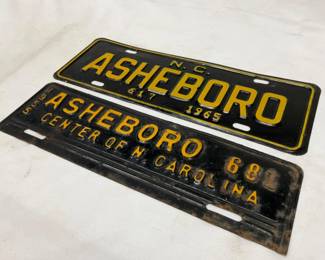 N.C.
ASHEBORO
617 1965
ASHEBORO 68
CENTER OF N CAROLINA